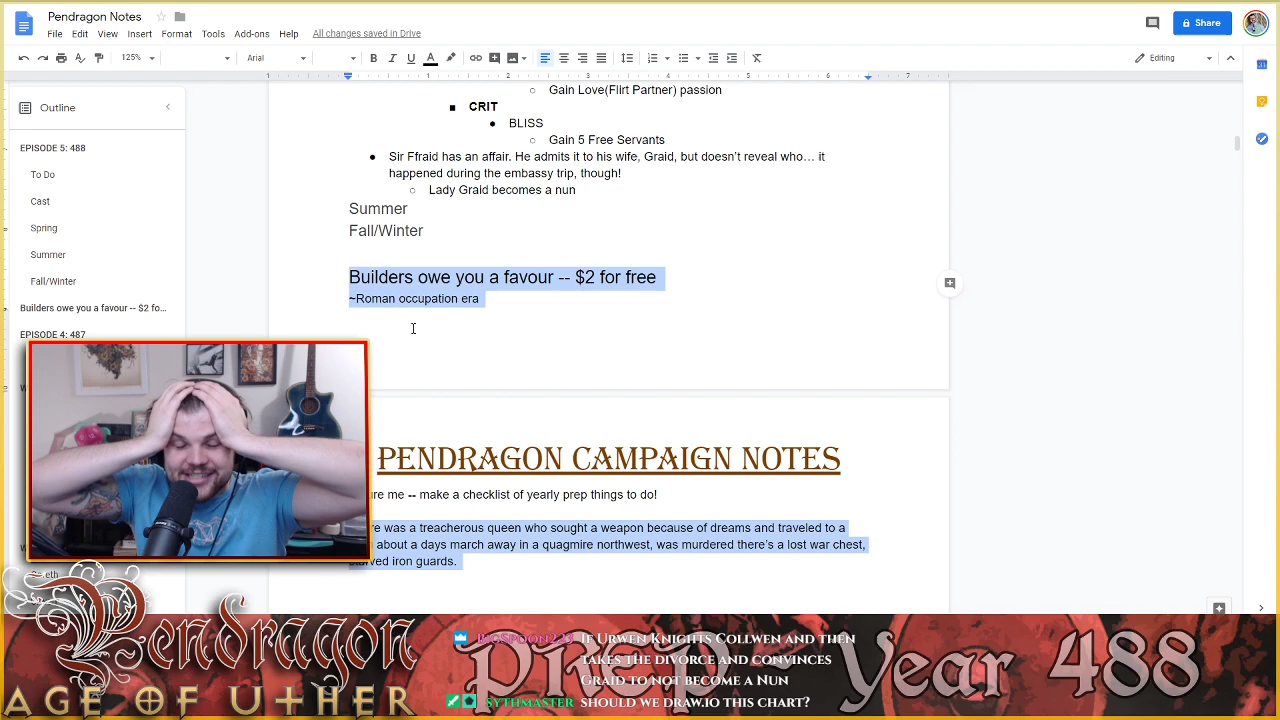 Pendragon Notes
File Edit View Insert Format Tools Add-ons Help All changes saved in Drive
Share
125% Arial B I U A Editing
1 1 2 3 4 5 6 7
Outline
EPISODE 5: 488
To Do
Cast
Spring
Summer
Fall/Winter
Builders owe you a favour -- $2 fo...
EPISODE 4: 487
Gain Love(Flirt Partner) passion
CRIT
BLISS
Gain 5 Free Servants
Sir Ffraid has an affair. He admits it to his wife, Graid, but doesn't reveal who... it
happened during the embassy trip, though!
Lady Graid becomes a nun
Summer
Fall/Winter
Builders owe you a favour -- $2 for free
~Roman occupation era
PENDRAGON CAMPAIGN NOTES
me -- make a checklist of yearly prep things to do!
was a treacherous queen who sought a weapon because of dreams and traveled to a
about a days march away in a quagmire northwest, was murdered there's a lost war chest,
iron guards.
Pendragon
AGE OF UTHER
PREP - Year 488
If Urwen Knights Collwen and then
takes the divorce and convinces
Graid to not become a Nun
SYTHMASTER should we draw.io this chart?